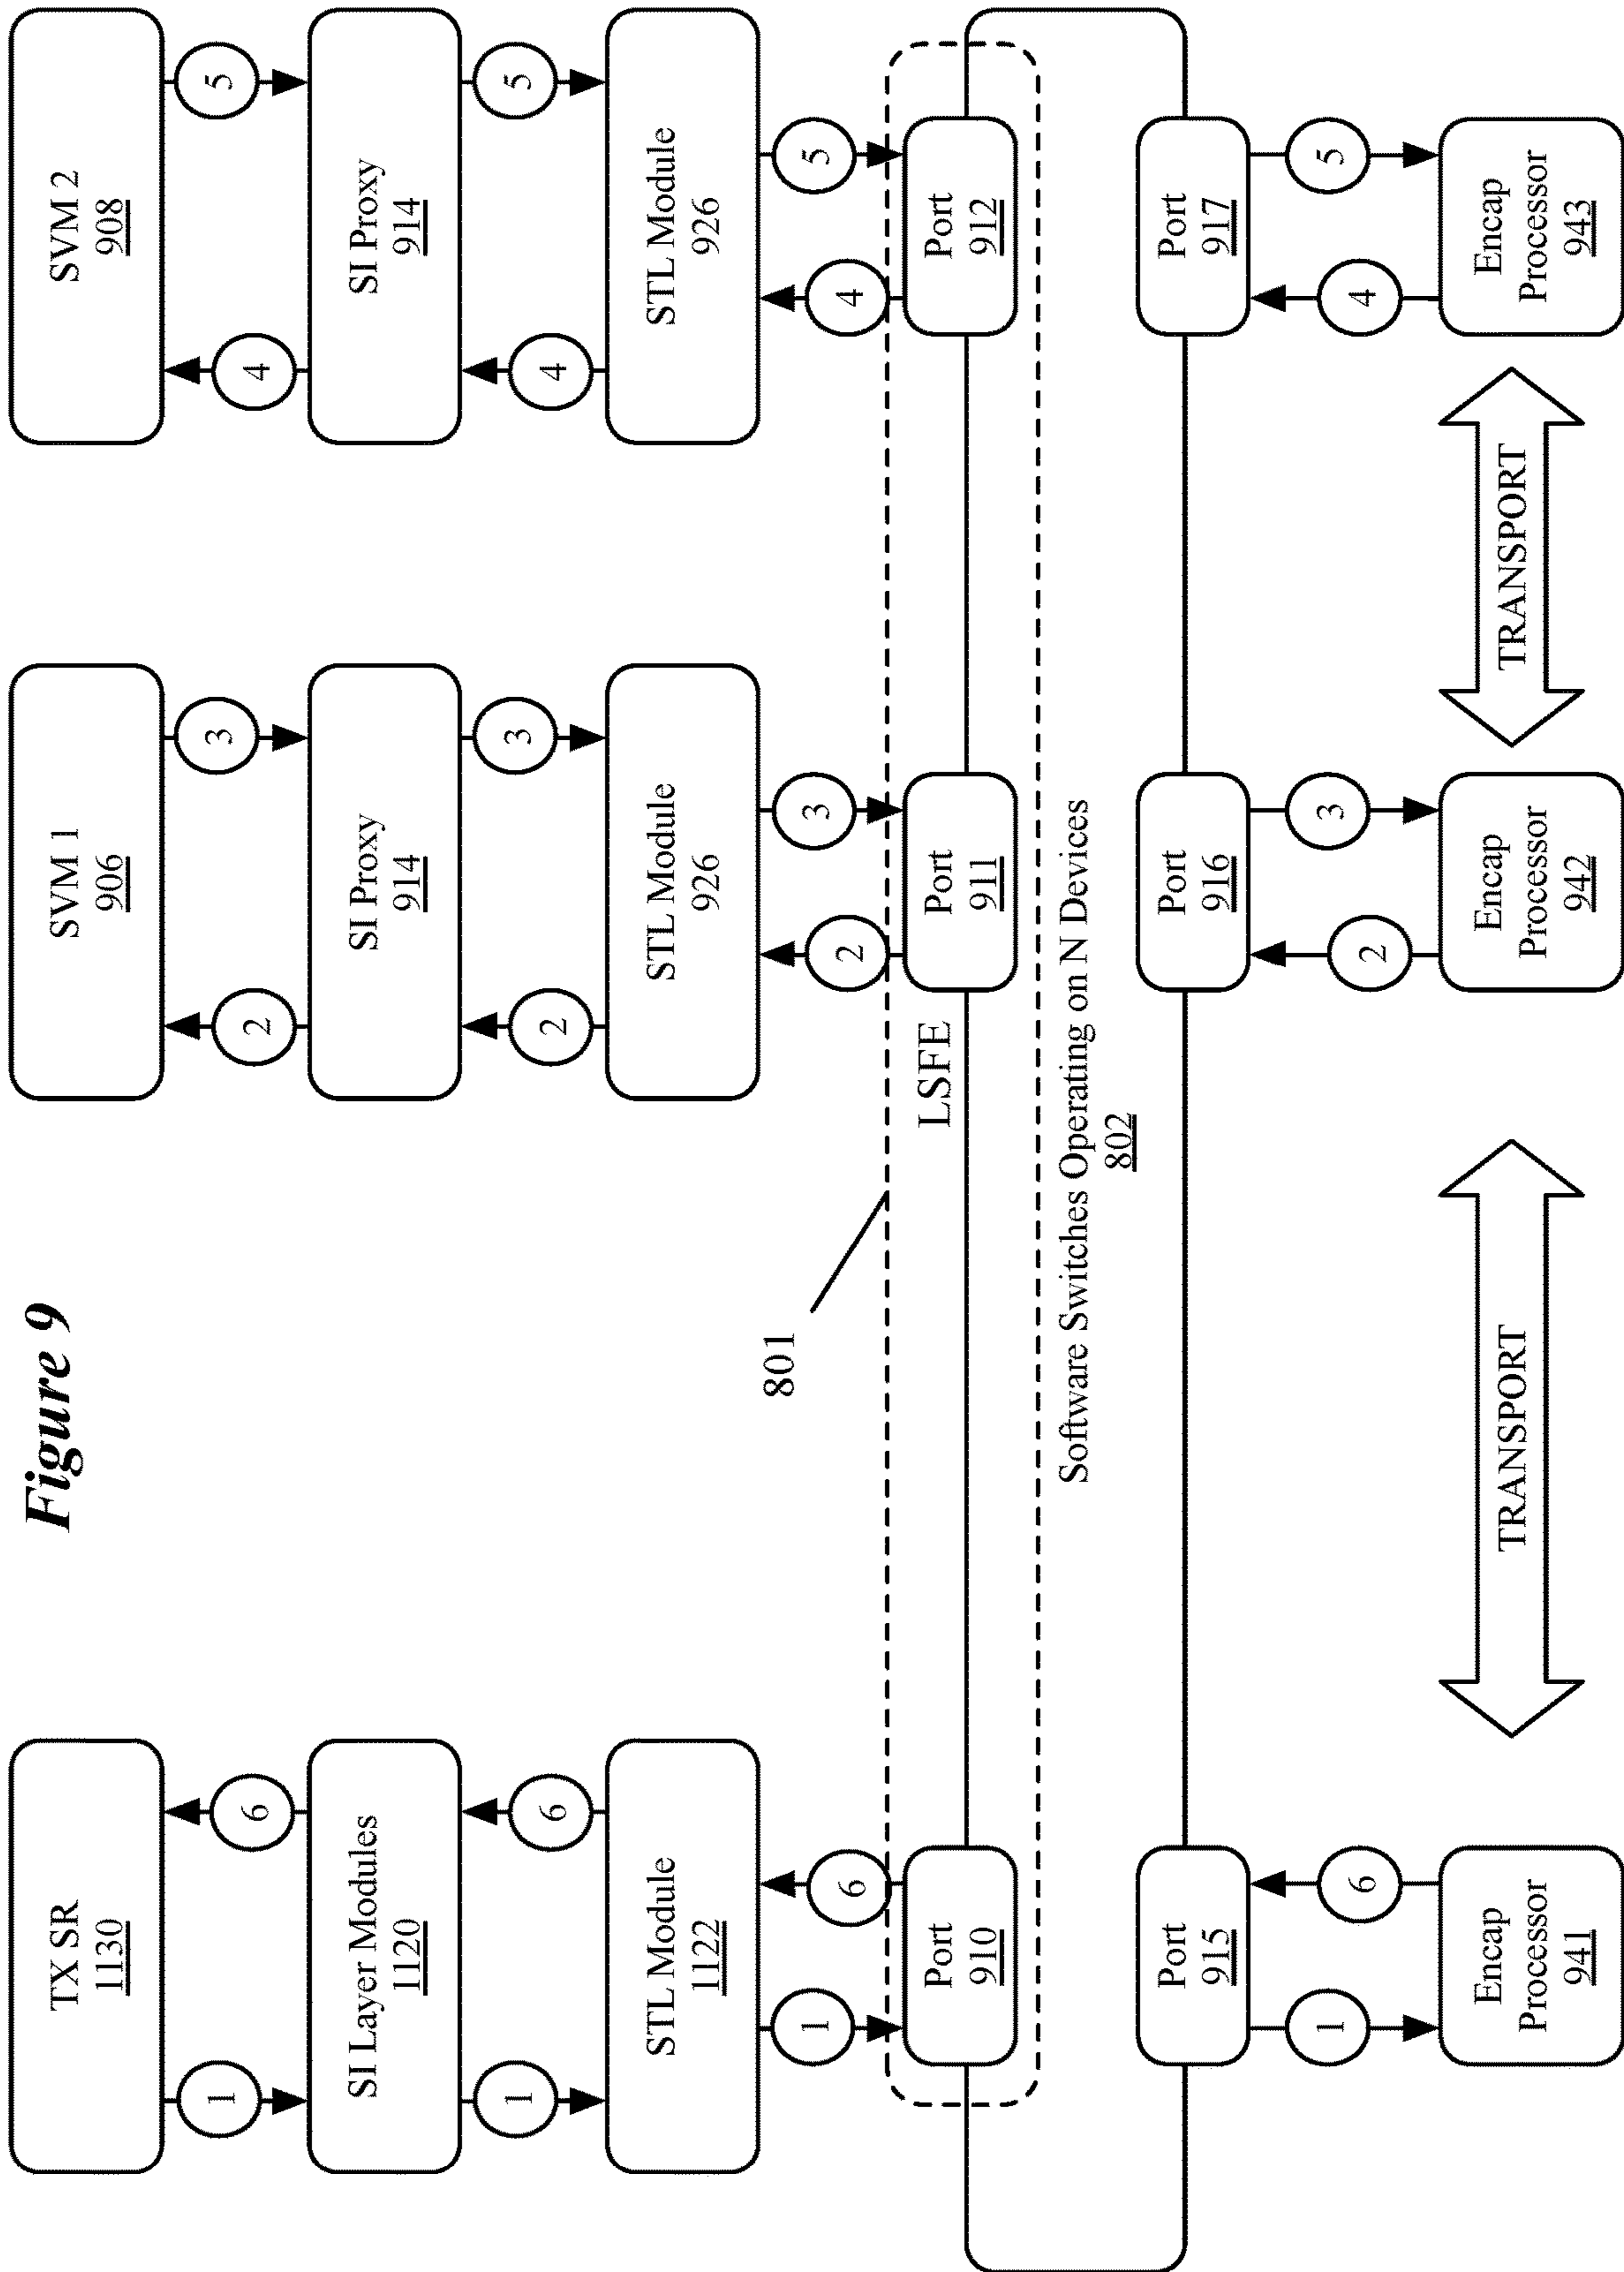 Figure 9
TX SR
1130
SVM 1
906
SVM 2
908
1
6
2
3
4
5
SI Layer Modules
1120
SI Proxy
914
SI Proxy
914
1
6
2
3
4
5
STL Module
1122
STL Module
926
STL Module
926
801
1
6
2
3
4
5
Port
910
LSFE
Port
911
Port
912
Software Switches Operating on N Devices
802
Port
915
Port
916
Port
917
1
6
2
3
4
5
Encap
Processor
941
TRANSPORT
Encap
Processor
942
TRANSPORT
Encap
Processor
943